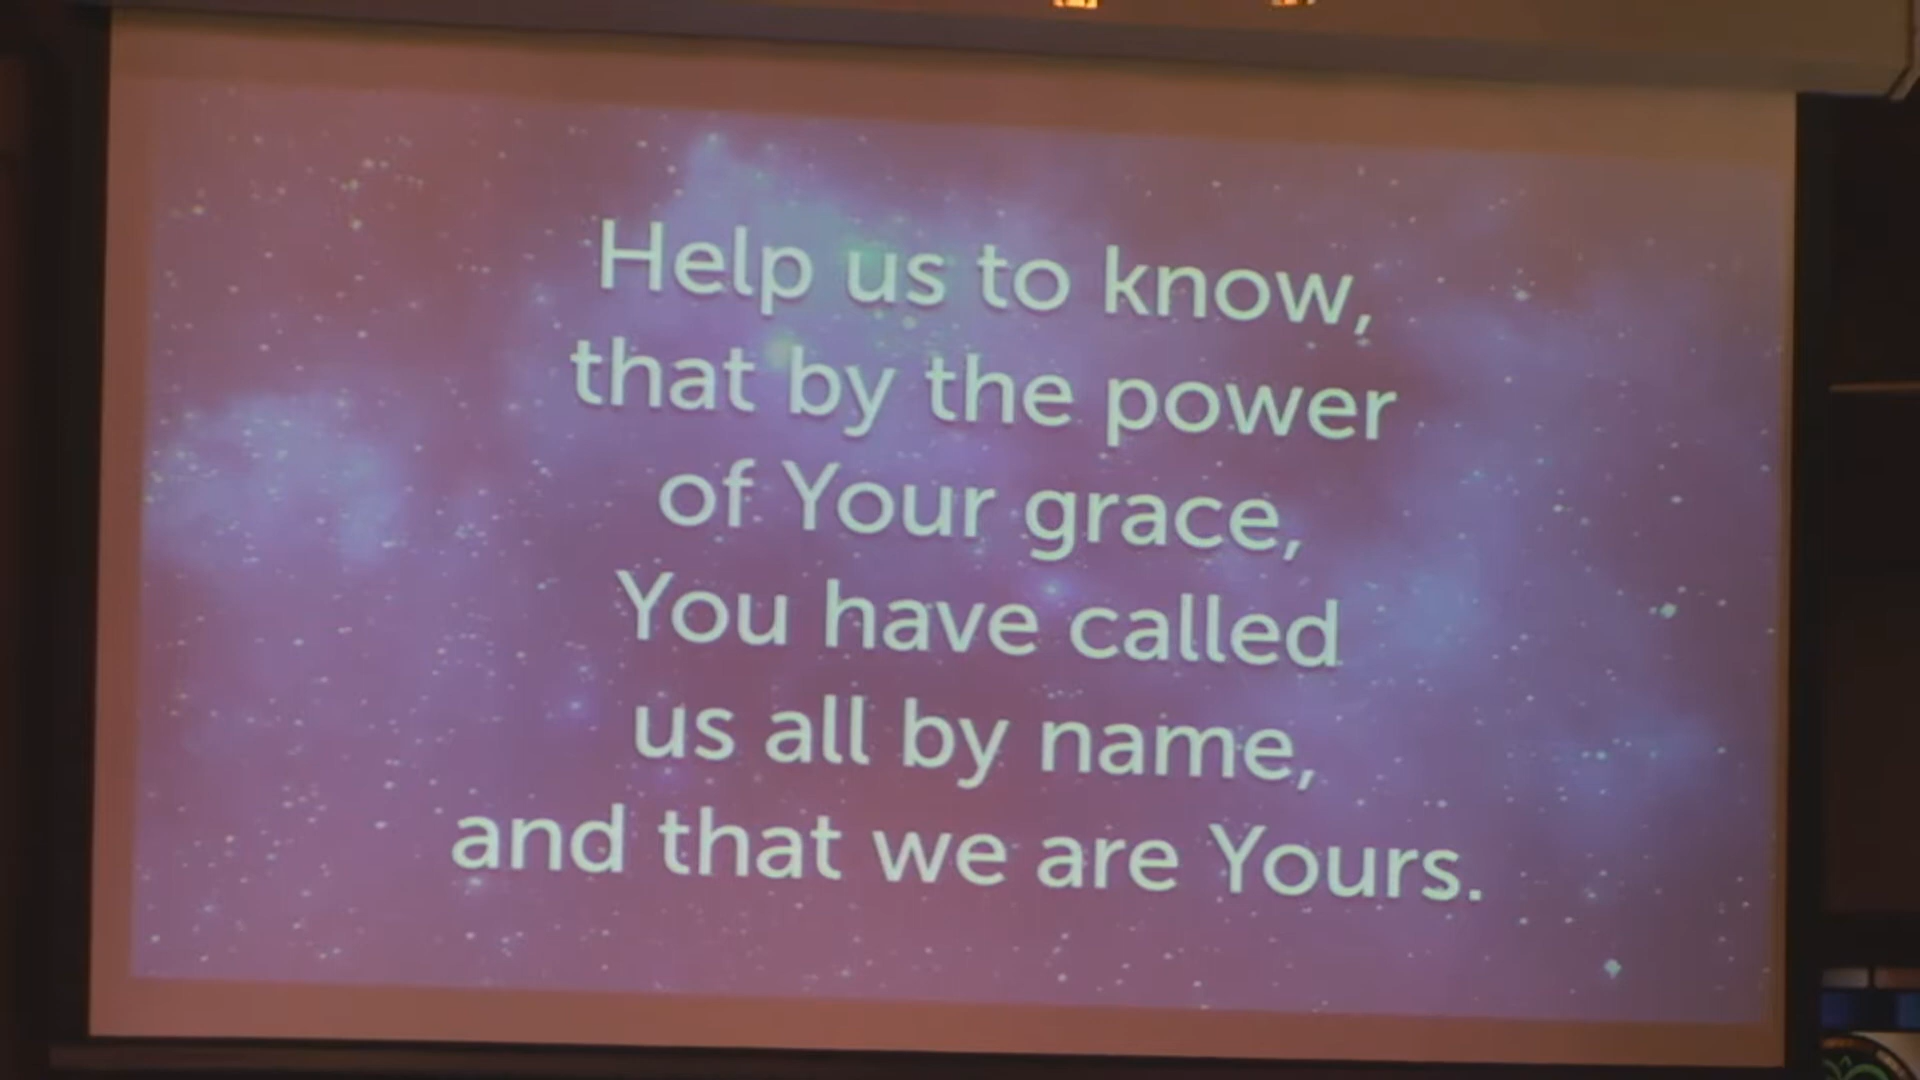 Help us to know,
that by the power
of Your grace,
You have called
us all by name,
and that we are Yours.